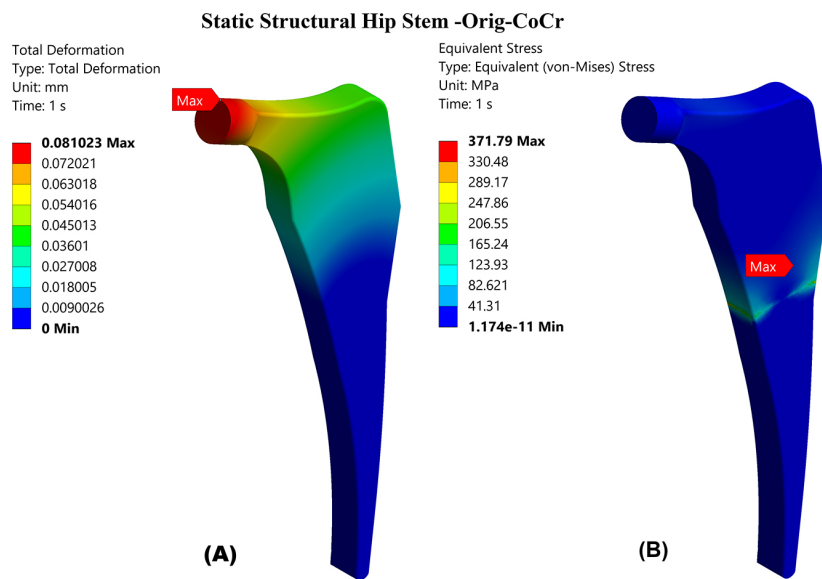 Static Structural Hip Stem -Orig-CoCr
Total Deformation
Type: Total Deformation
Unit: mm
Time: 1 s
0.081023 Max
0.072021
0.063018
0.054016
0.045013
0.03601
0.027008
0.018005
0.0090026
0 Min
Max
(A)
Equivalent Stress
Type: Equivalent (von-Mises) Stress
Unit: MPa
Time: 1 s
371.79 Max
330.48
289.17
247.86
206.55
165.24
123.93
82.621
41.31
1.174e-11 Min
Max
(B)